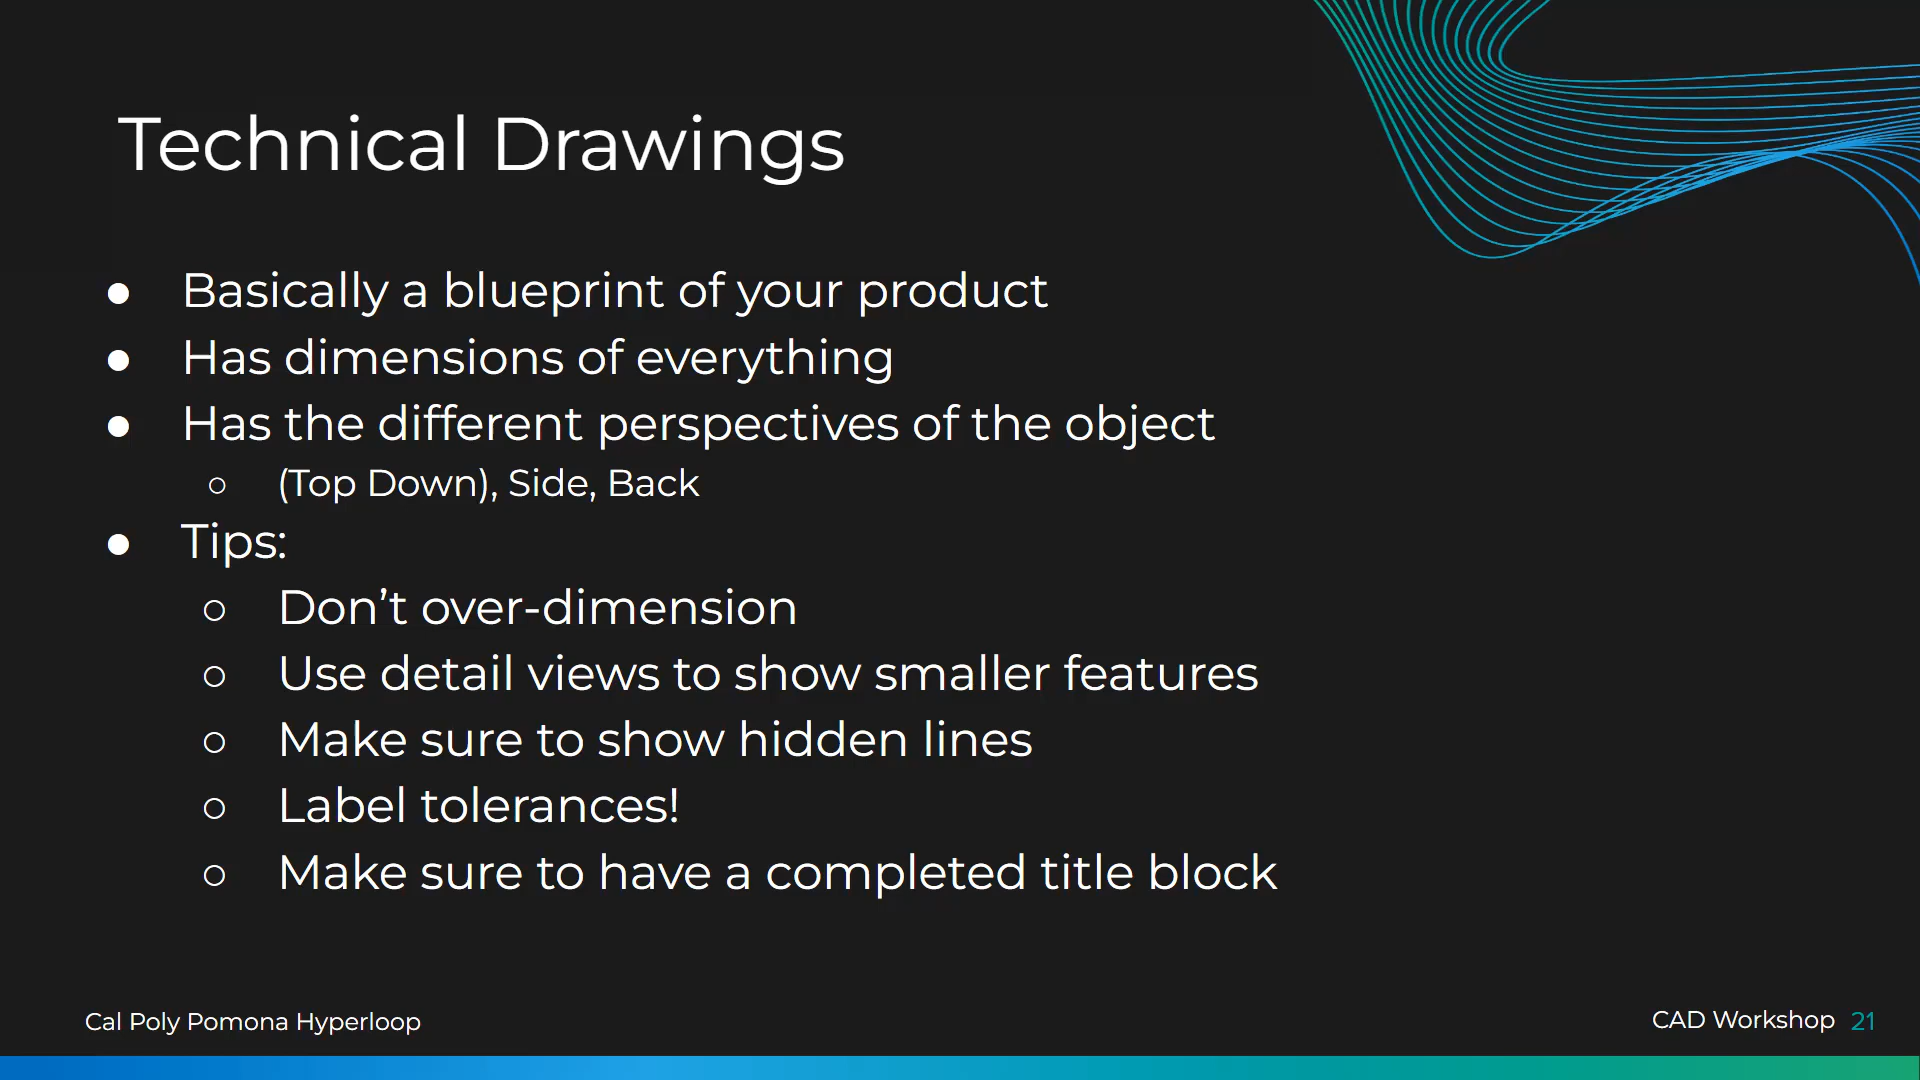 Technical Drawings
● Basically a blueprint of your product
● Has dimensions of everything
● Has the different perspectives of the object
○ (Top Down), Side, Back
● Tips:
○ Don’t over-dimension
○ Use detail views to show smaller features
○ Make sure to show hidden lines
○ Label tolerances!
○ Make sure to have a completed title block
Cal Poly Pomona Hyperloop
CAD Workshop 21